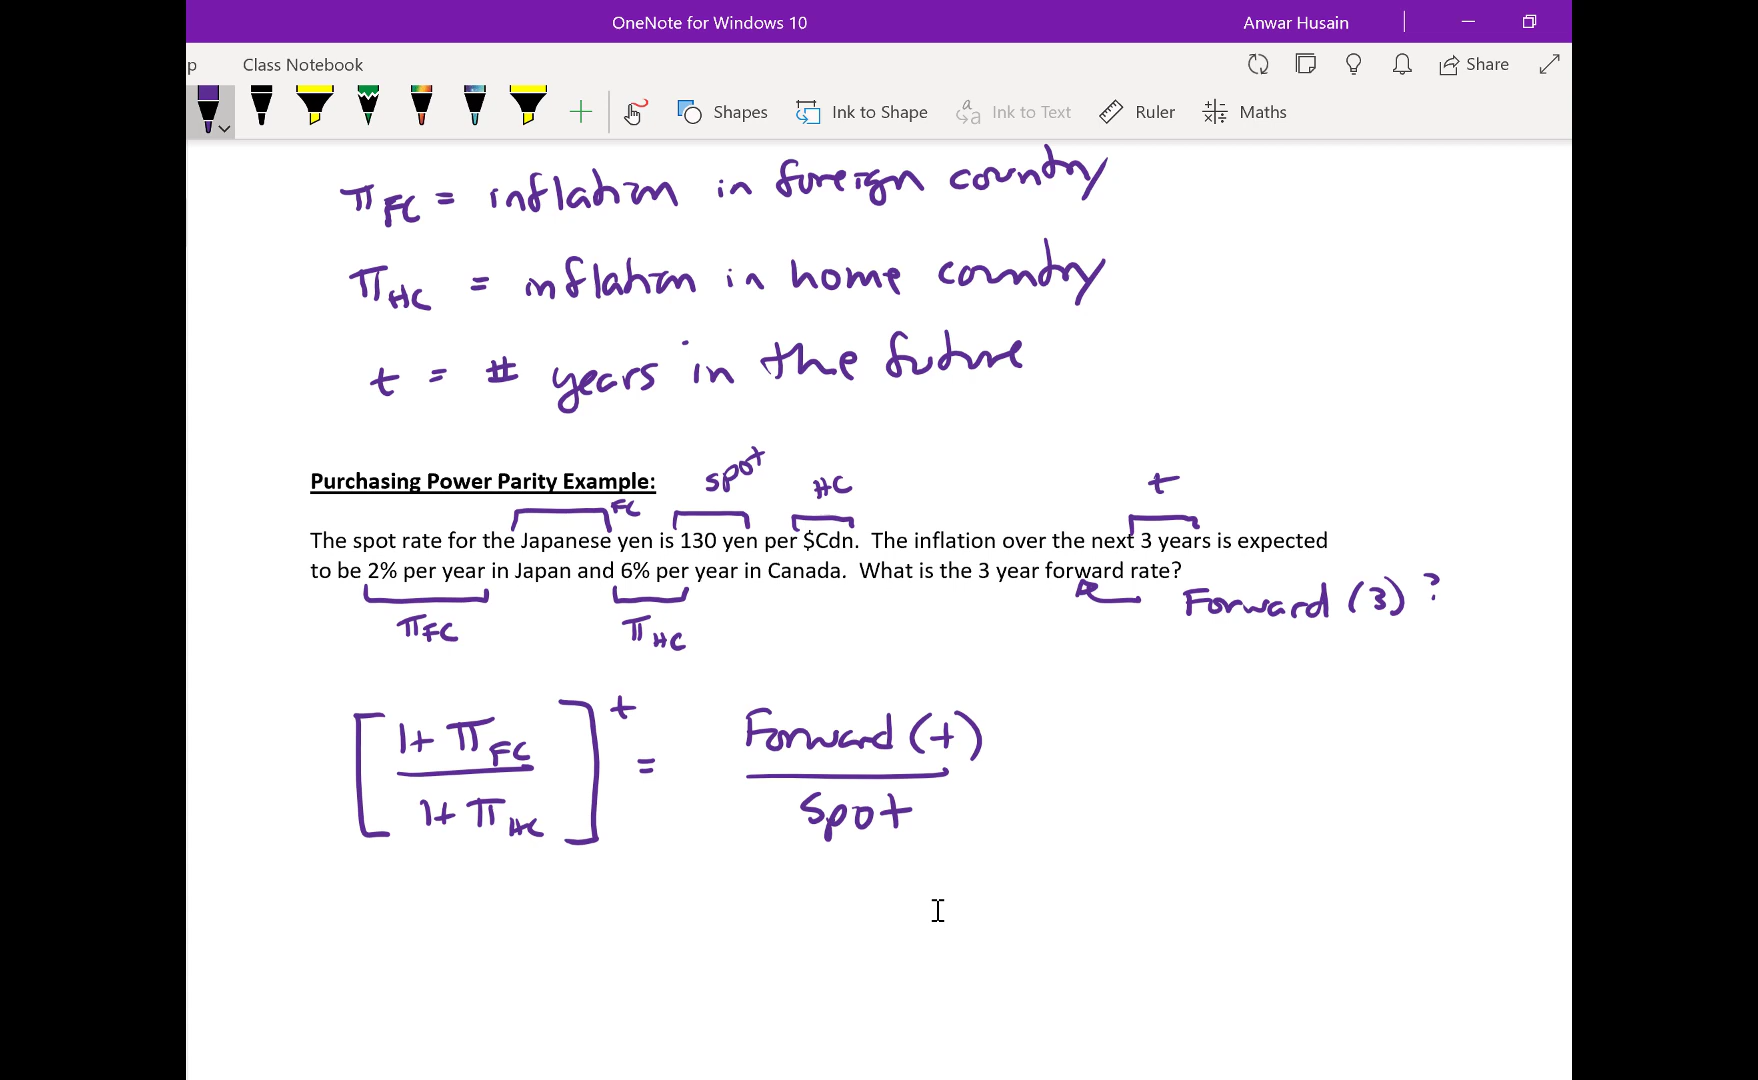 OneNote for Windows 10 Anwar Husain
p Class Notebook Share
Shapes Ink to Shape Ink to Text Ruler Maths
π FC = inflation in foreign country
π HC = inflation in home country
t = # years in the future
spot HC t
Purchasing Power Parity Example:
FC
The spot rate for the Japanese yen is 130 yen per $Cdn. The inflation over the next 3 years is expected
to be 2% per year in Japan and 6% per year in Canada. What is the 3 year forward rate?
Forward (3) ?
π FC π HC
[ 1 + π FC / 1 + π HC ] t = Forward (t) / Spot